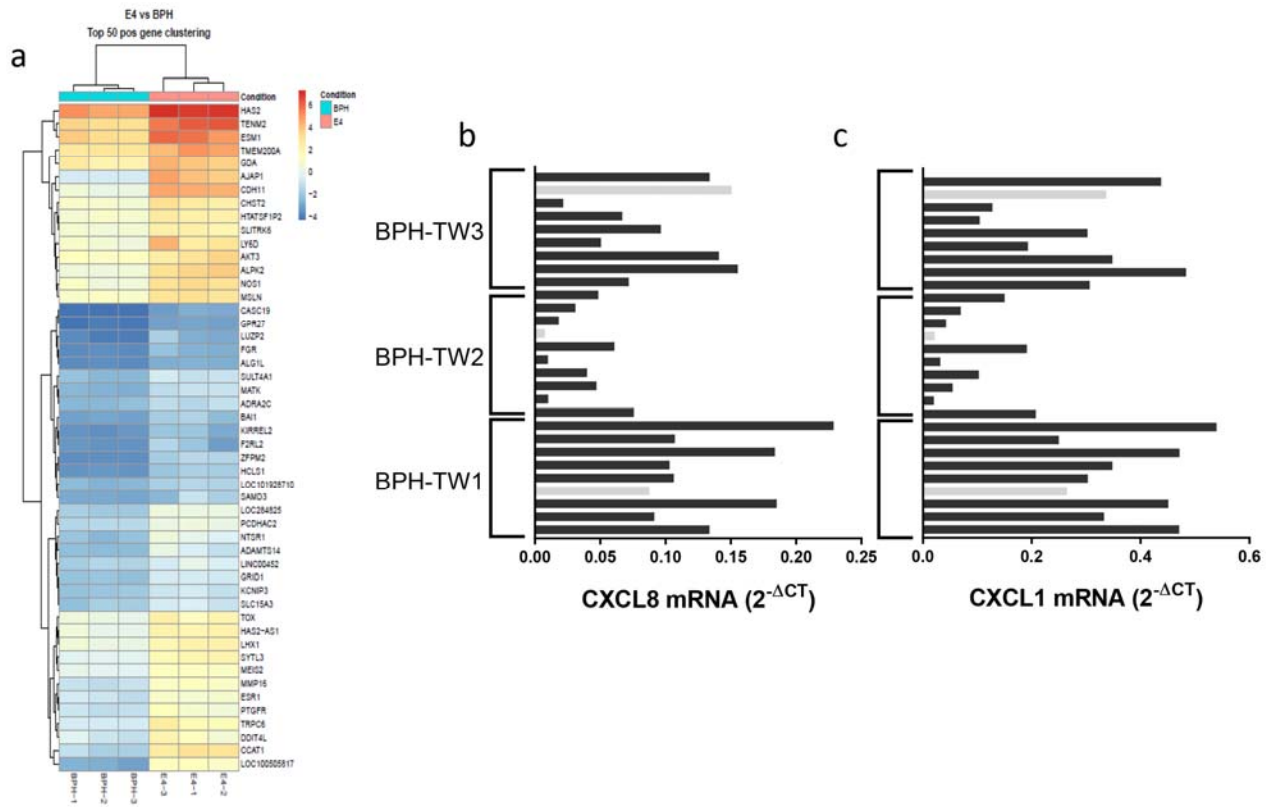 E4 vs BPH
Top 50 pos gene clustering
a
Condition
HAS2
TENM2
ESM1
TMEM200A
GDA
AJAP1
CDH11
CHST2
HTATSF1P2
SLITRK6
LY6D
AKT3
ALPK2
NOS1
MSLN
CASC19
GPR27
LUZP2
FGR
ALG1L
SULT4A1
MATK
ADRA2C
BAI1
KIRREL2
F2RL2
ZFPM2
HCLS1
LOC101928710
SAMD3
LOC284825
PCDHAC2
NTSR1
ADAMTS14
LINC00452
GRID1
KCNIP3
SLC15A3
TOX
HAS2-AS1
LHX1
SYTL3
MEIS2
MMP16
ESR1
PTGFR
TRPC6
DDIT4L
CCAT1
LOC100505817
BPH-1
BPH-2
BPH-3
E4-3
E4-1
E4-2
6
4
2
0
-2
-4
Condition
BPH
E4
b
BPH-TW3
BPH-TW2
BPH-TW1
0.00 0.05 0.10 0.15 0.20 0.25
CXCL8 mRNA (2-ΔCT)
c
0.0 0.2 0.4 0.6
CXCL1 mRNA (2-ΔCT)